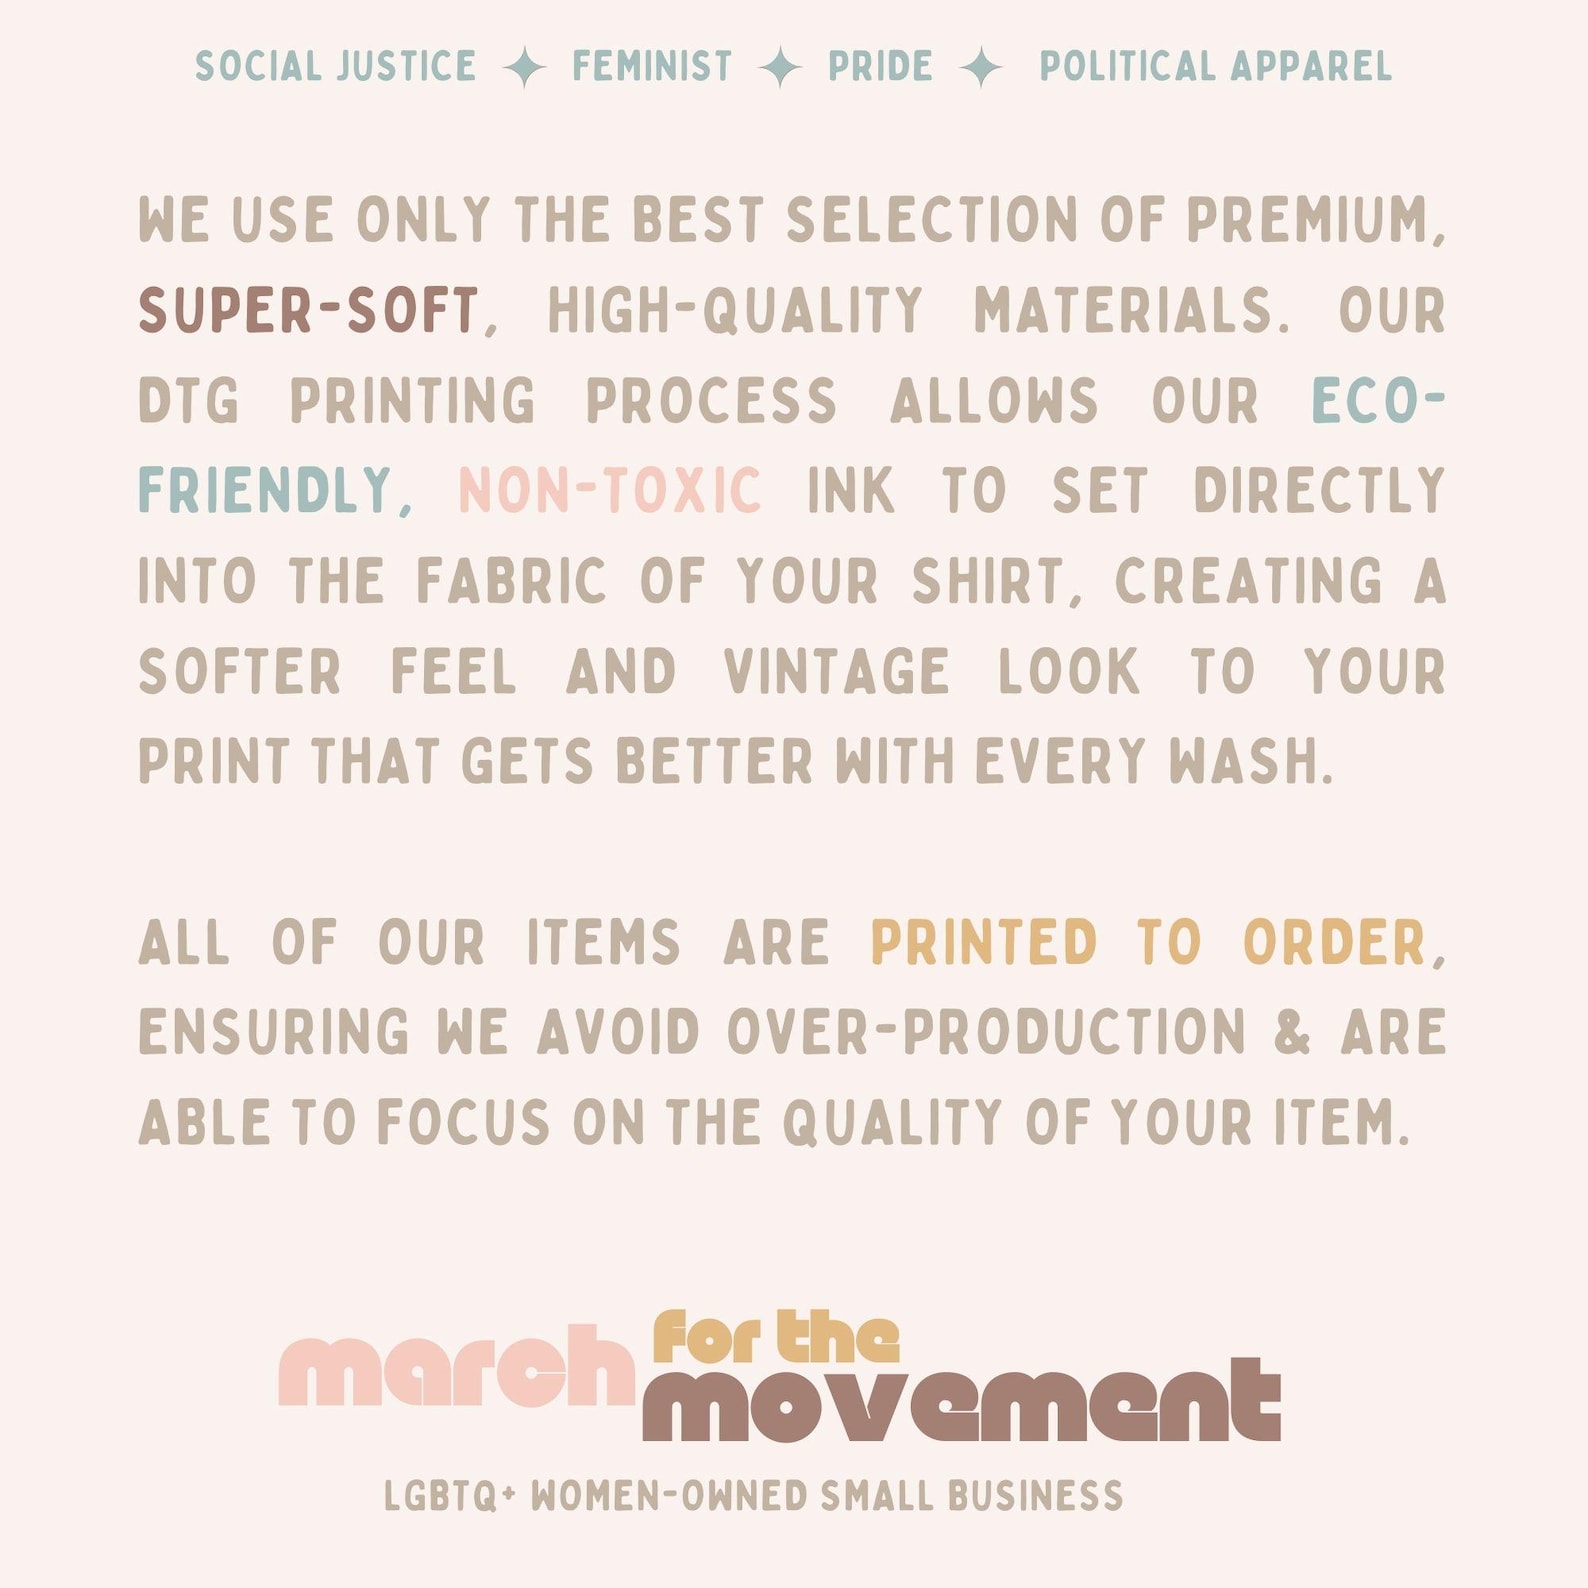 SOCIAL JUSTICE ✦ FEMINIST ✦ PRIDE ✦ POLITICAL APPAREL
WE USE ONLY THE BEST SELECTION OF PREMIUM,
SUPER-SOFT, HIGH-QUALITY MATERIALS. OUR
DTG PRINTING PROCESS ALLOWS OUR ECO-
FRIENDLY, NON-TOXIC INK TO SET DIRECTLY
INTO THE FABRIC OF YOUR SHIRT, CREATING A
SOFTER FEEL AND VINTAGE LOOK TO YOUR
PRINT THAT GETS BETTER WITH EVERY WASH.
ALL OF OUR ITEMS ARE PRINTED TO ORDER,
ENSURING WE AVOID OVER-PRODUCTION & ARE
ABLE TO FOCUS ON THE QUALITY OF YOUR ITEM.
march for the
movement
LGBTQ+ WOMEN-OWNED SMALL BUSINESS